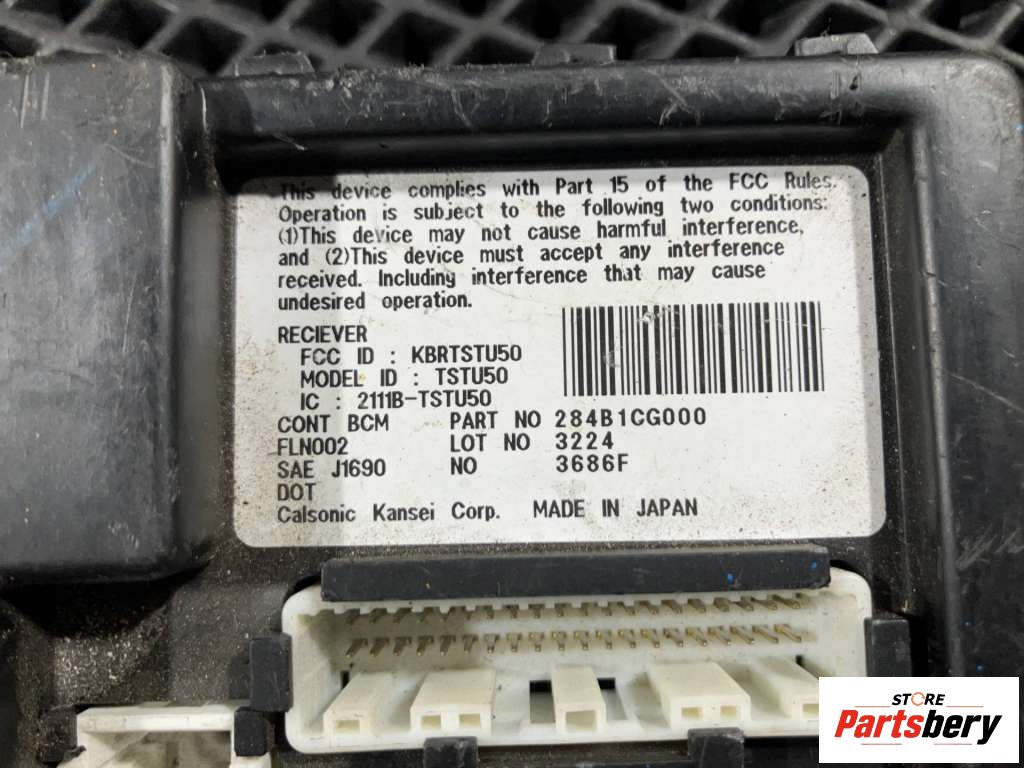 This device complies with Part 15 of the FCC Rules.
Operation is subject to the following two conditions:
(1)This device may not cause harmful interference,
and (2)This device must accept any interference
received. Including interference that may cause
undesired operation.
RECIEVER
FCC ID : KBRTSTU50
MODEL ID : TSTU50
IC : 2111B-TSTU50
CONT BCM PART NO 284B1CG000
FLN002 LOT NO 3224
SAE J1690 NO 3686F
DOT
Calsonic Kansei Corp. MADE IN JAPAN
STORE
Partsbery